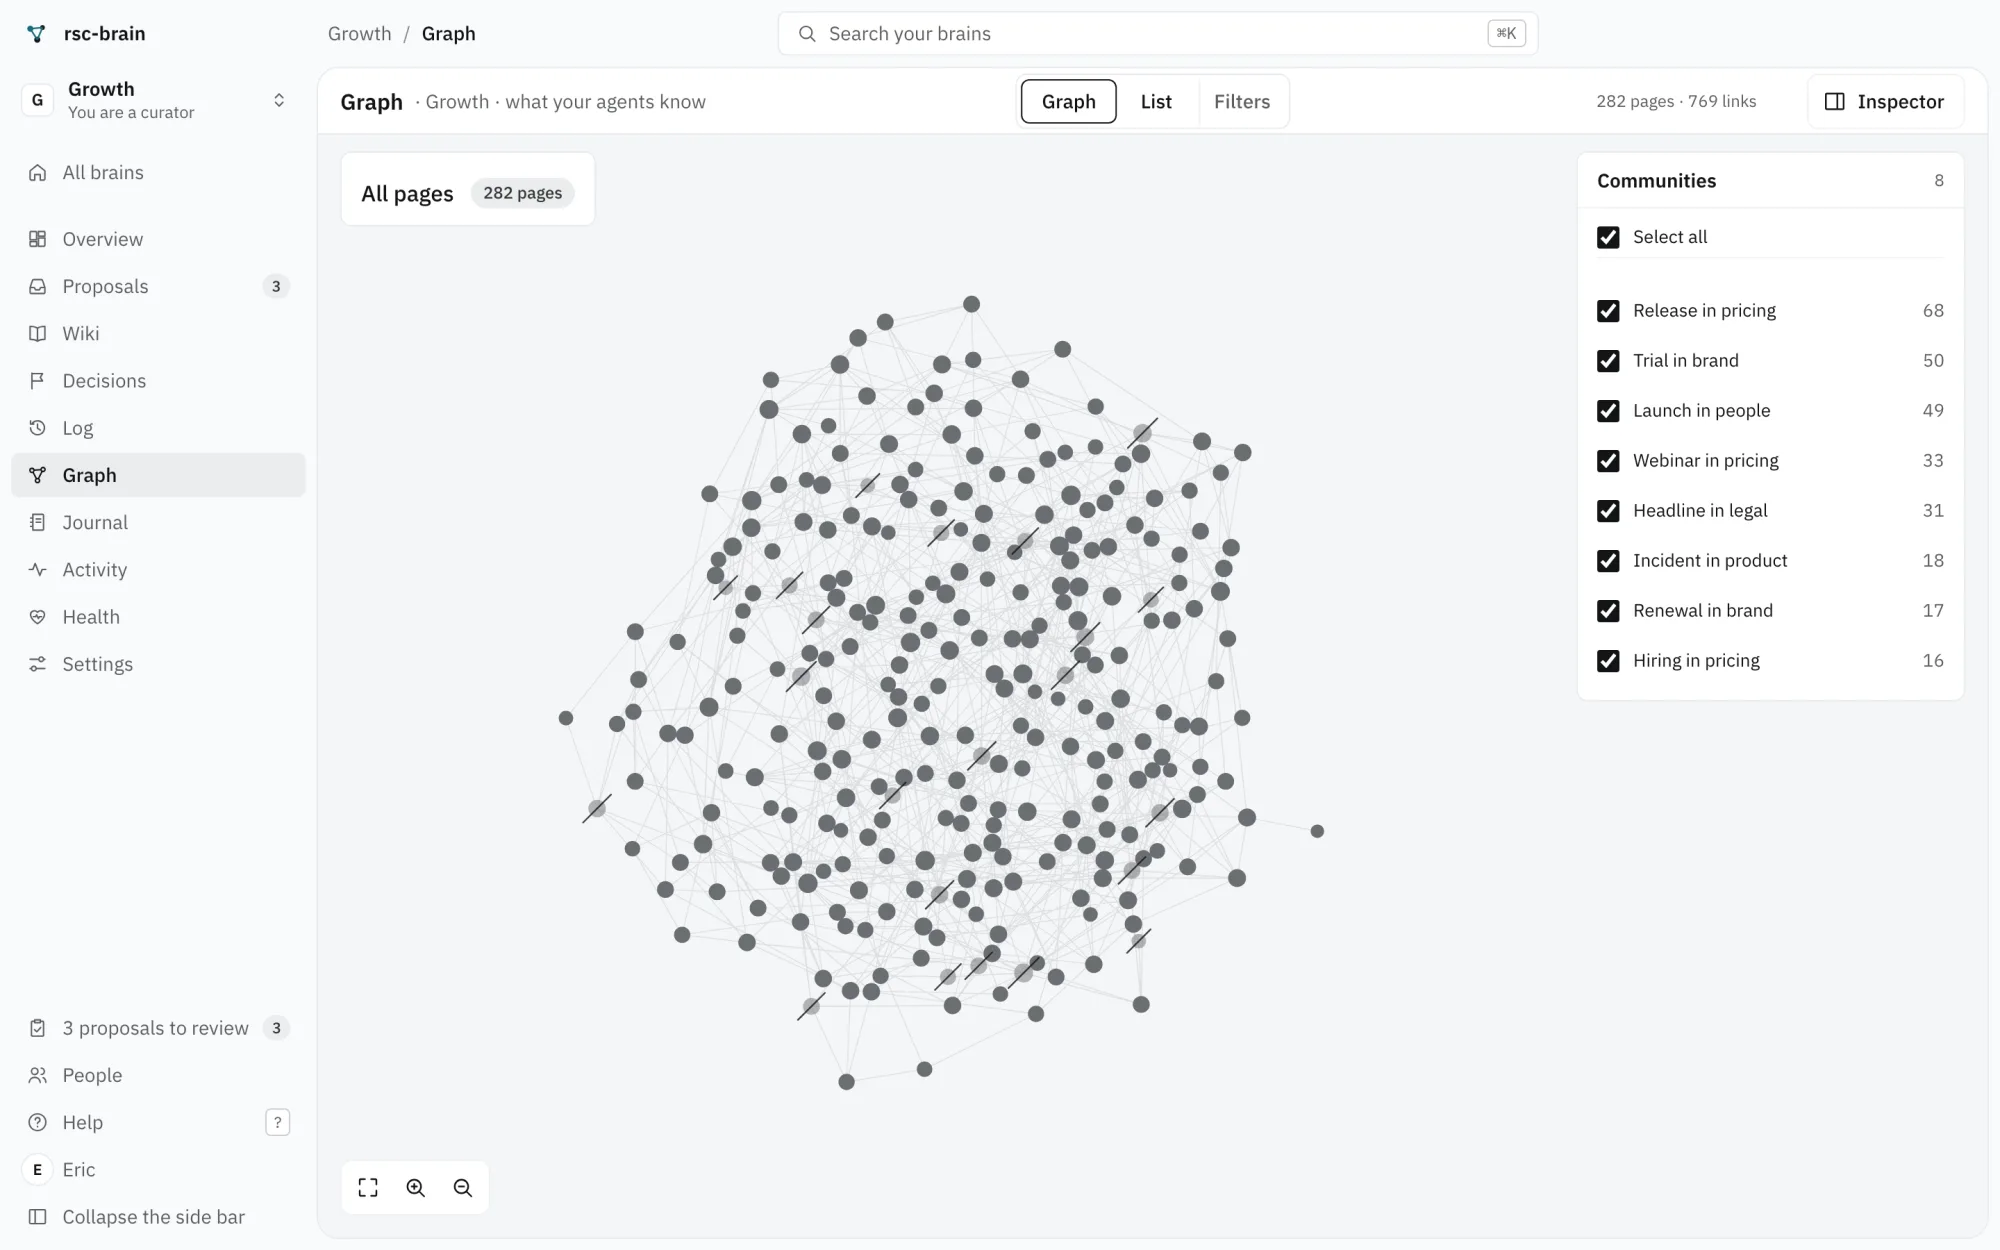 rsc-brain
Growth / Graph
Search your brains
⌘K
G
Growth
You are a curator
Graph · Growth · what your agents know
Graph
List
Filters
282 pages · 769 links
Inspector
All brains
Overview
Proposals 3
Wiki
Decisions
Log
Graph
Journal
Activity
Health
Settings
3 proposals to review 3
People
Help ?
E Eric
Collapse the side bar
All pages 282 pages
Communities 8
Select all
Release in pricing 68
Trial in brand 50
Launch in people 49
Webinar in pricing 33
Headline in legal 31
Incident in product 18
Renewal in brand 17
Hiring in pricing 16